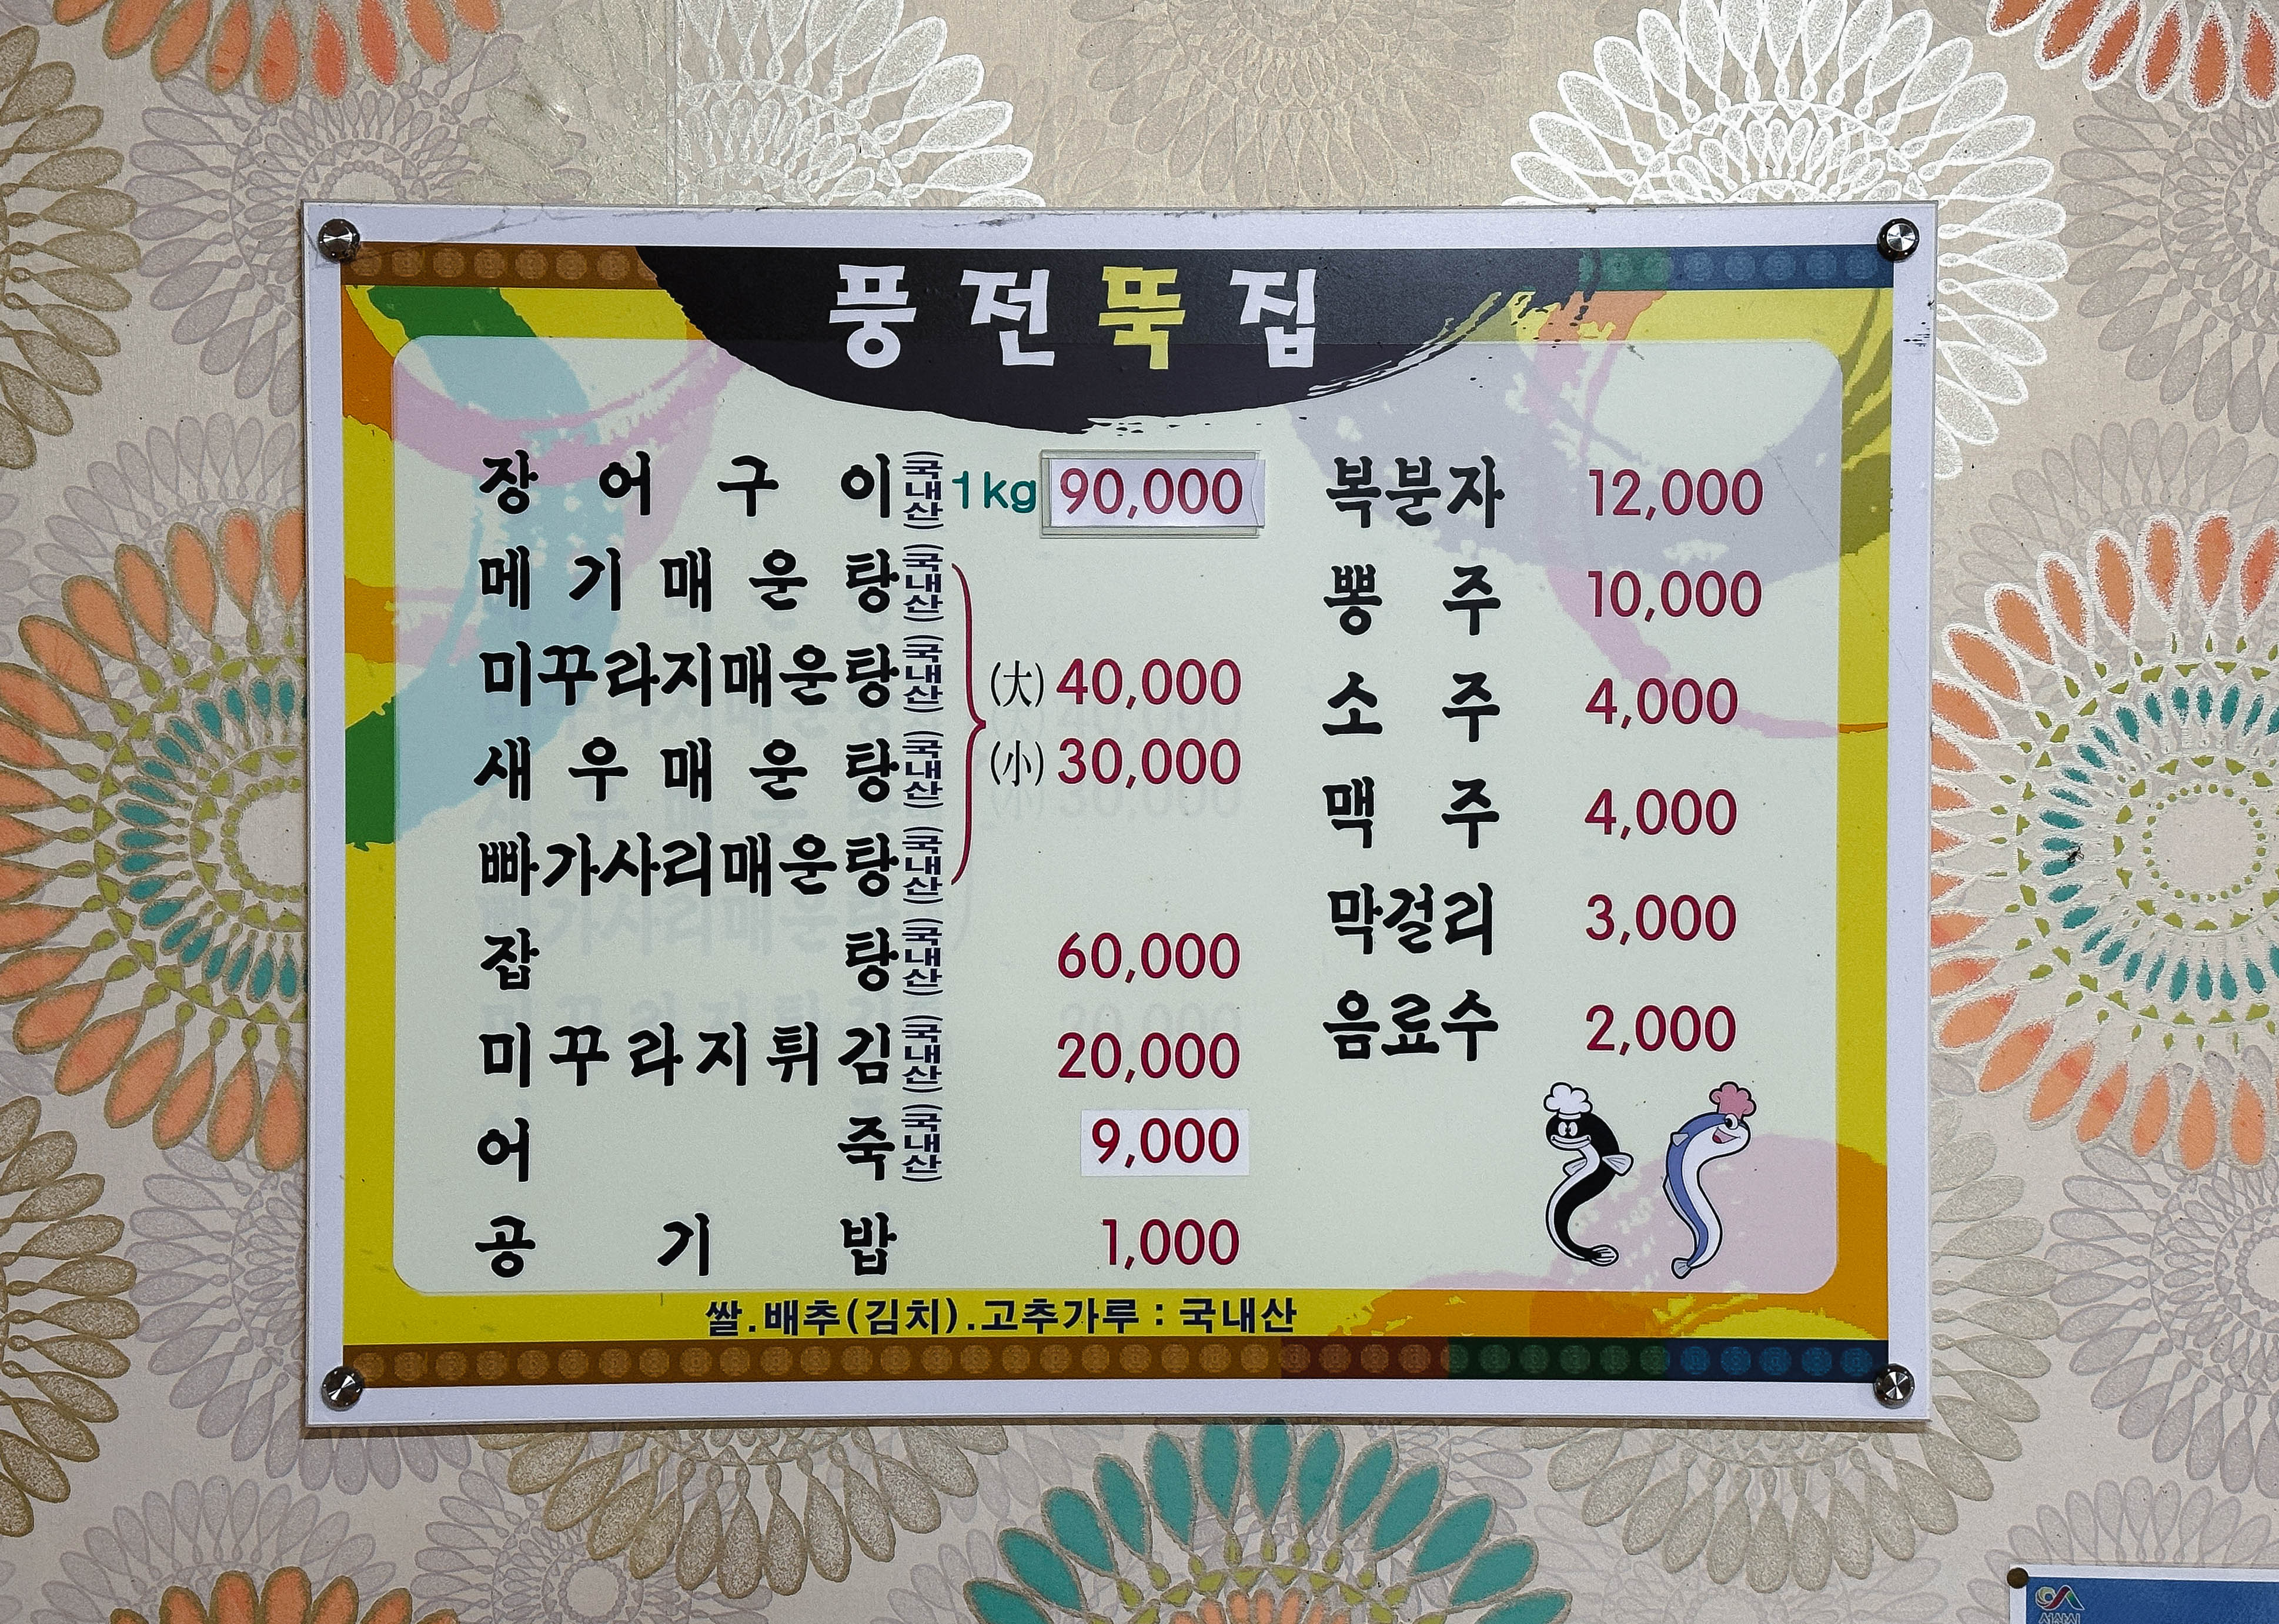 풍전뚝집
장어구이(국내산) 1kg 90,000
메기매운탕(국내산)
미꾸라지매운탕(국내산) (大) 40,000
새우매운탕(국내산) (小) 30,000
빠가사리매운탕(국내산)
잡탕(국내산) 60,000
미꾸라지튀김(국내산) 20,000
어죽(국내산) 9,000
공기밥 1,000
복분자 12,000
뽕주 10,000
소주 4,000
맥주 4,000
막걸리 3,000
음료수 2,000
쌀.배추(김치).고추가루 : 국내산